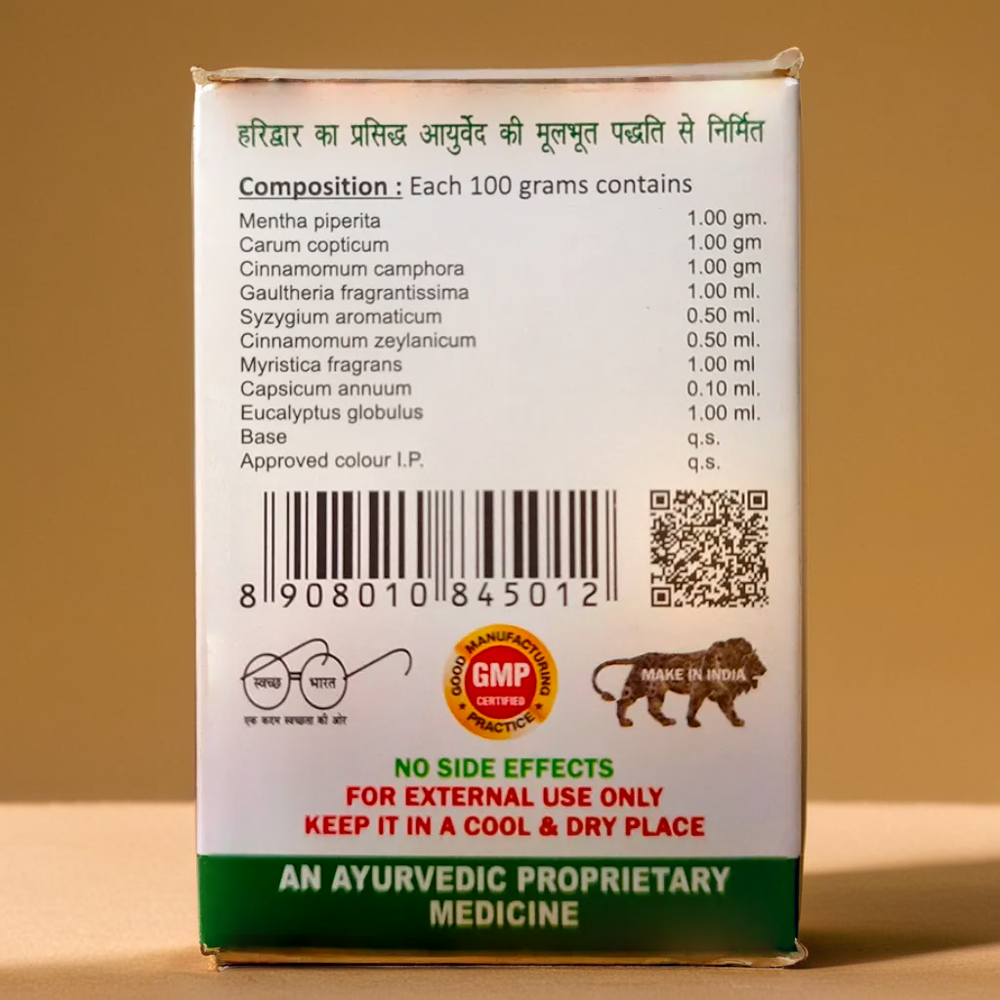 हरिद्वार का प्रसिद्ध आयुर्वेद की मूलभूत पद्धति से निर्मित
Composition : Each 100 grams contains
Mentha piperita 1.00 gm.
Carum copticum 1.00 gm
Cinnamomum camphora 1.00 gm
Gaultheria fragrantissima 1.00 ml.
Syzygium aromaticum 0.50 ml.
Cinnamomum zeylanicum 0.50 ml.
Myristica fragrans 1.00 ml
Capsicum annuum 0.10 ml.
Eucalyptus globulus 1.00 ml.
Base q.s.
Approved colour I.P. q.s.
8 908010 845012
स्वच्छ भारत
एक कदम स्वच्छता की ओर
GOOD MANUFACTURING
GMP
CERTIFIED
PRACTICE
MAKE IN INDIA
NO SIDE EFFECTS
FOR EXTERNAL USE ONLY
KEEP IT IN A COOL & DRY PLACE
AN AYURVEDIC PROPRIETARY
MEDICINE